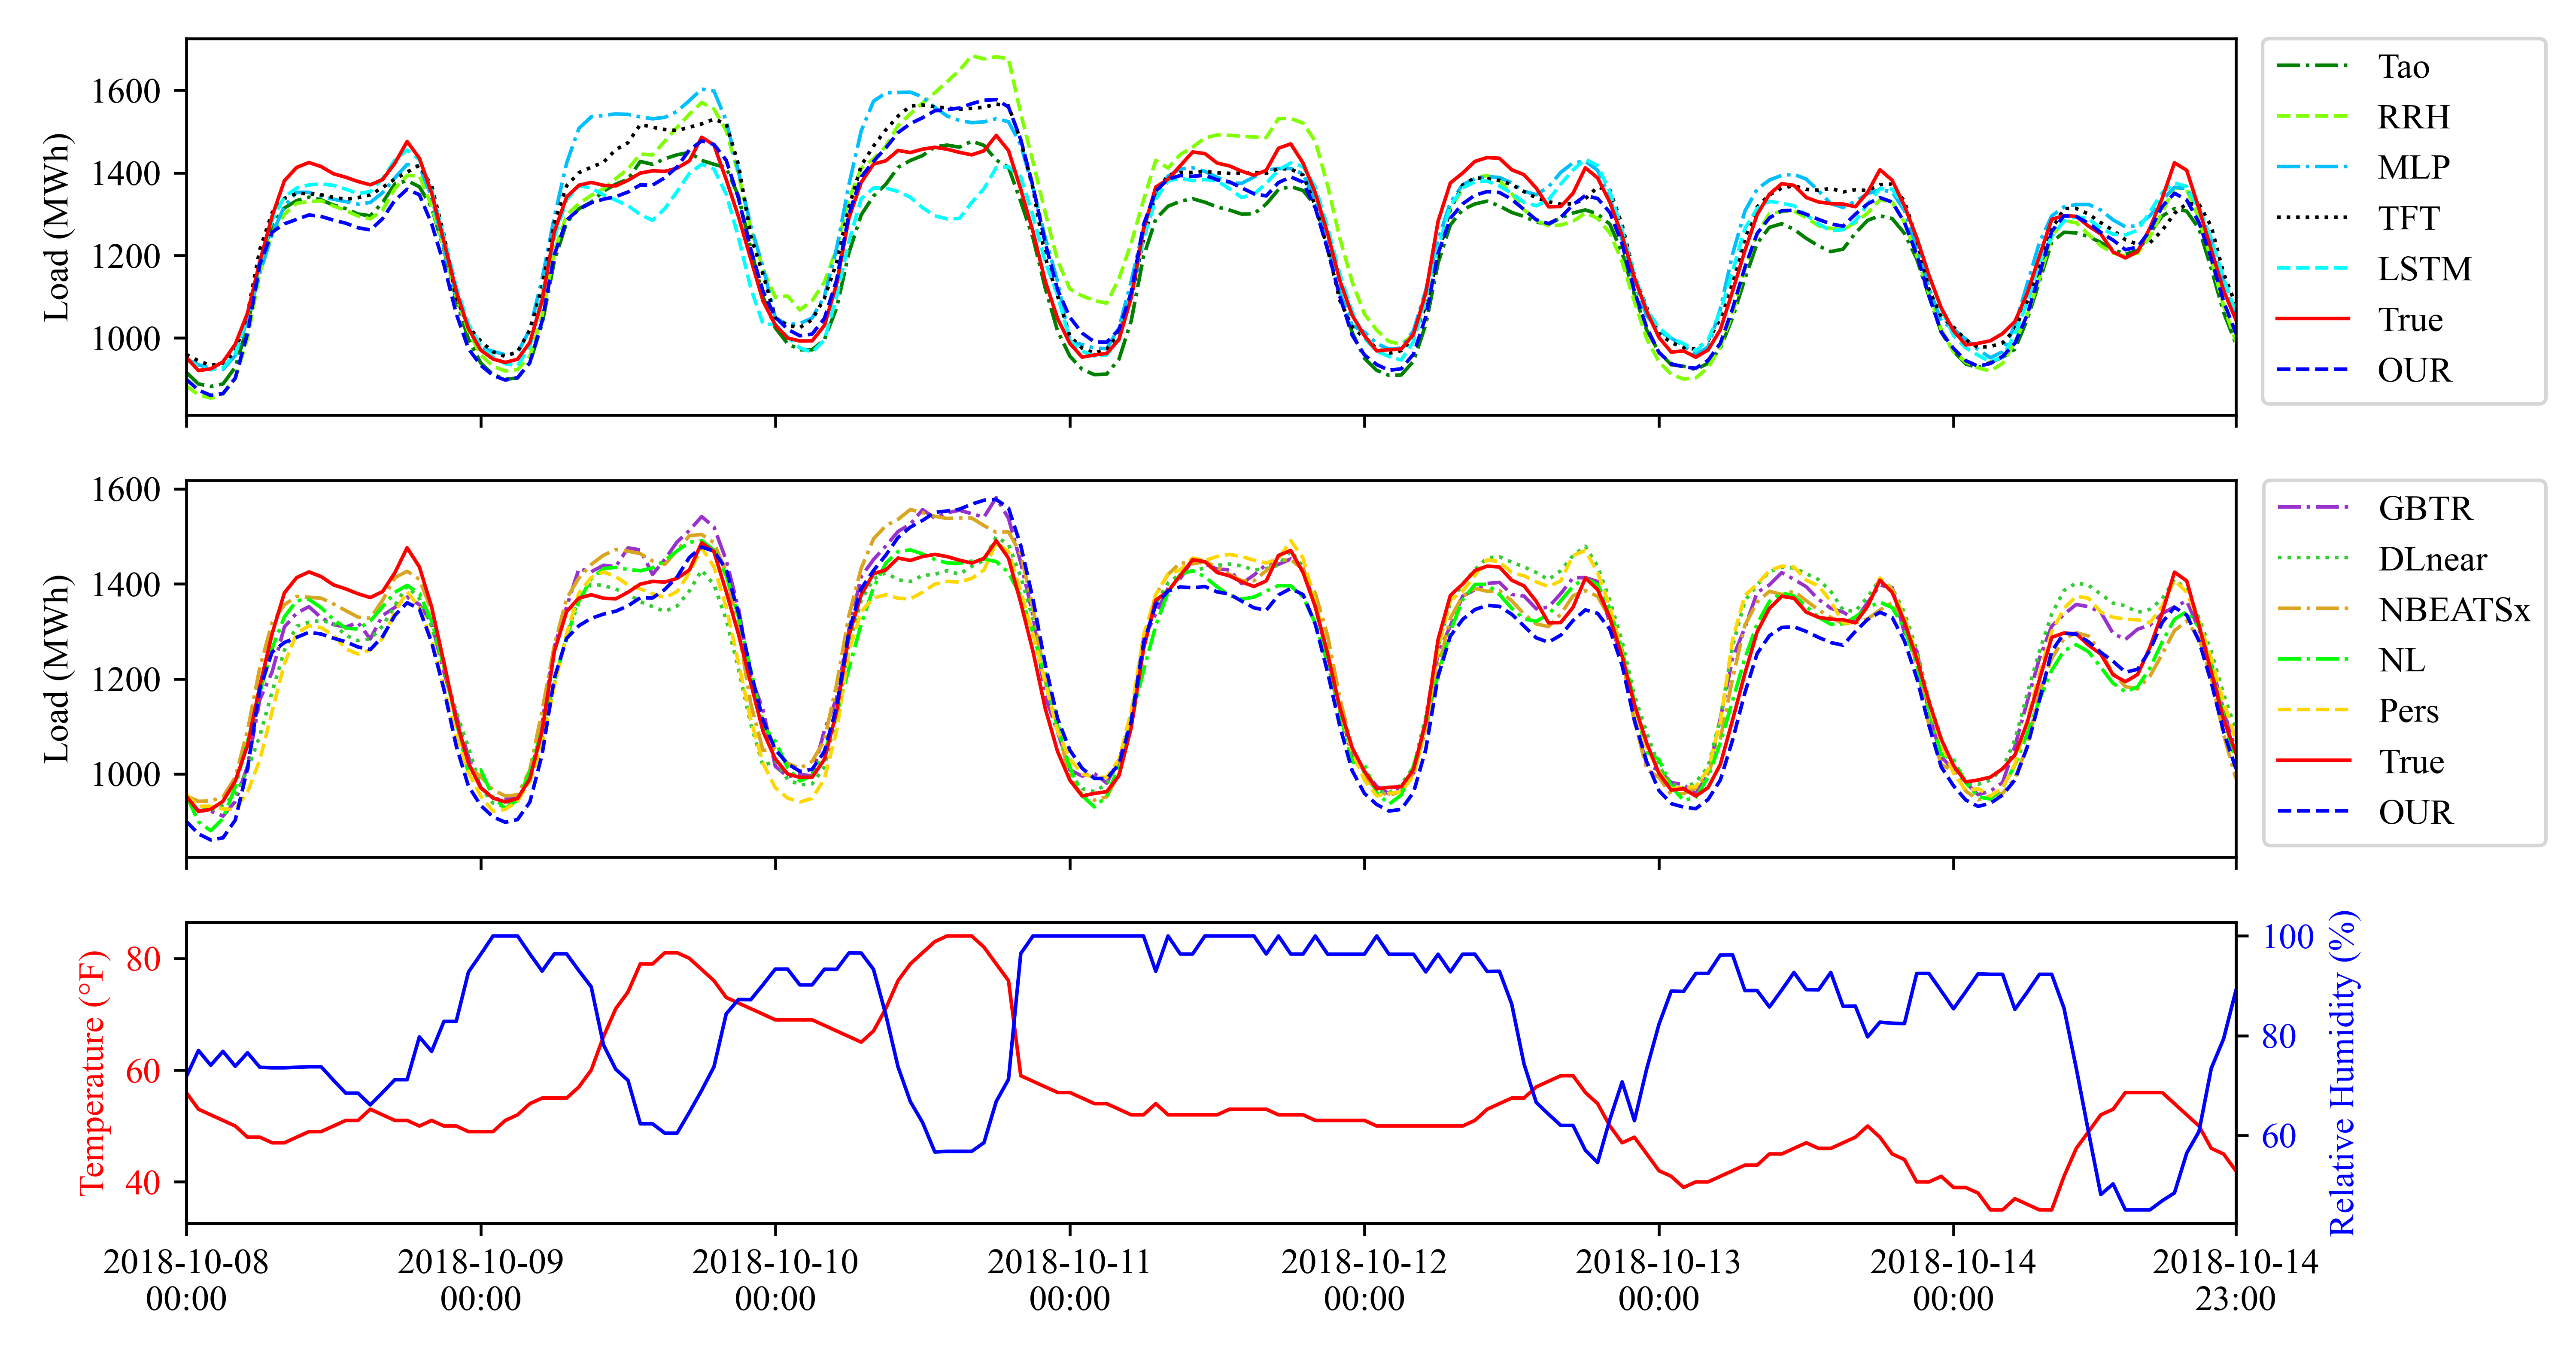 Load (MWh)
1600
1400
1200
1000
Tao
RRH
MLP
TFT
LSTM
True
OUR
Load (MWh)
1600
1400
1200
1000
GBTR
DLnear
NBEATSx
NL
Pers
True
OUR
Temperature (°F)
80
60
40
100
80
60
Relative Humidity (%)
2018-10-08 2018-10-09 2018-10-10 2018-10-11 2018-10-12 2018-10-13 2018-10-14 2018-10-14
00:00 00:00 00:00 00:00 00:00 00:00 00:00 23:00